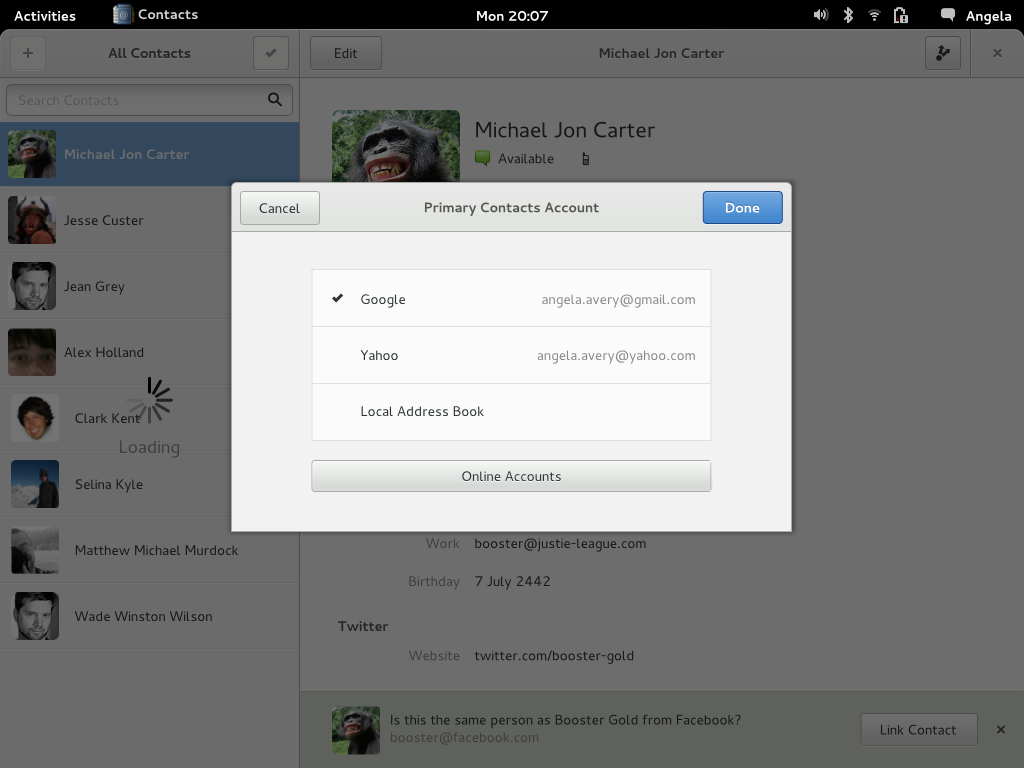 Activities Contacts Mon 20:07 Angela
All Contacts Edit Michael Jon Carter
Search Contacts
Michael Jon Carter
Jesse Custer
Jean Grey
Alex Holland
Clark Kent
Loading
Selina Kyle
Matthew Michael Murdock
Wade Winston Wilson
Michael Jon Carter
Available
Cancel Primary Contacts Account Done
Google angela.avery@gmail.com
Yahoo angela.avery@yahoo.com
Local Address Book
Online Accounts
Work booster@justie-league.com
Birthday 7 July 2442
Twitter
Website twitter.com/booster-gold
Is this the same person as Booster Gold from Facebook?
booster@facebook.com
Link Contact